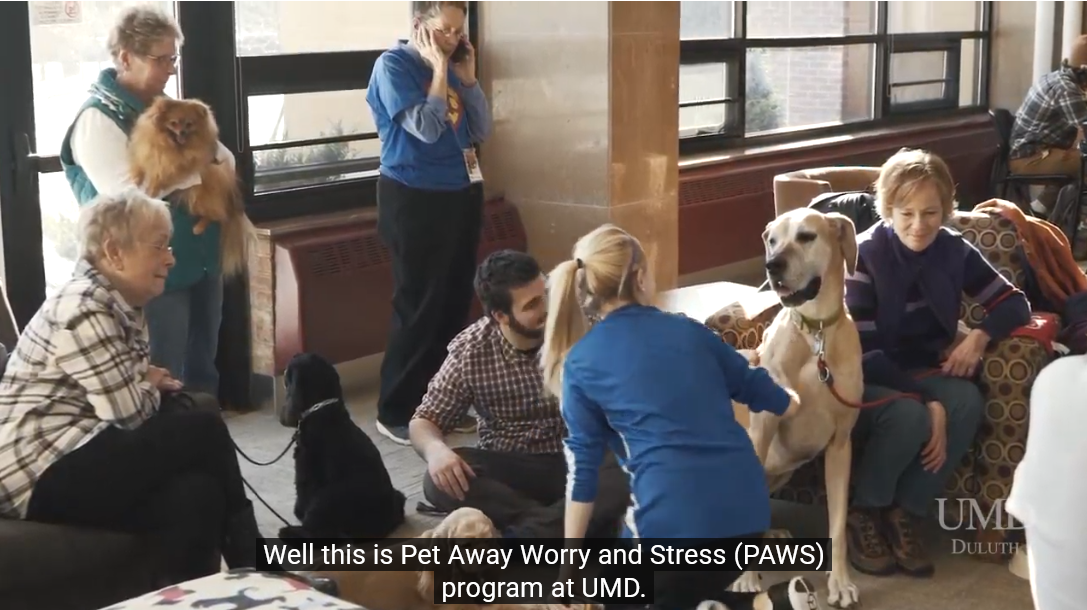 UMD
DULUTH
Well this is Pet Away Worry and Stress (PAWS)
program at UMD.